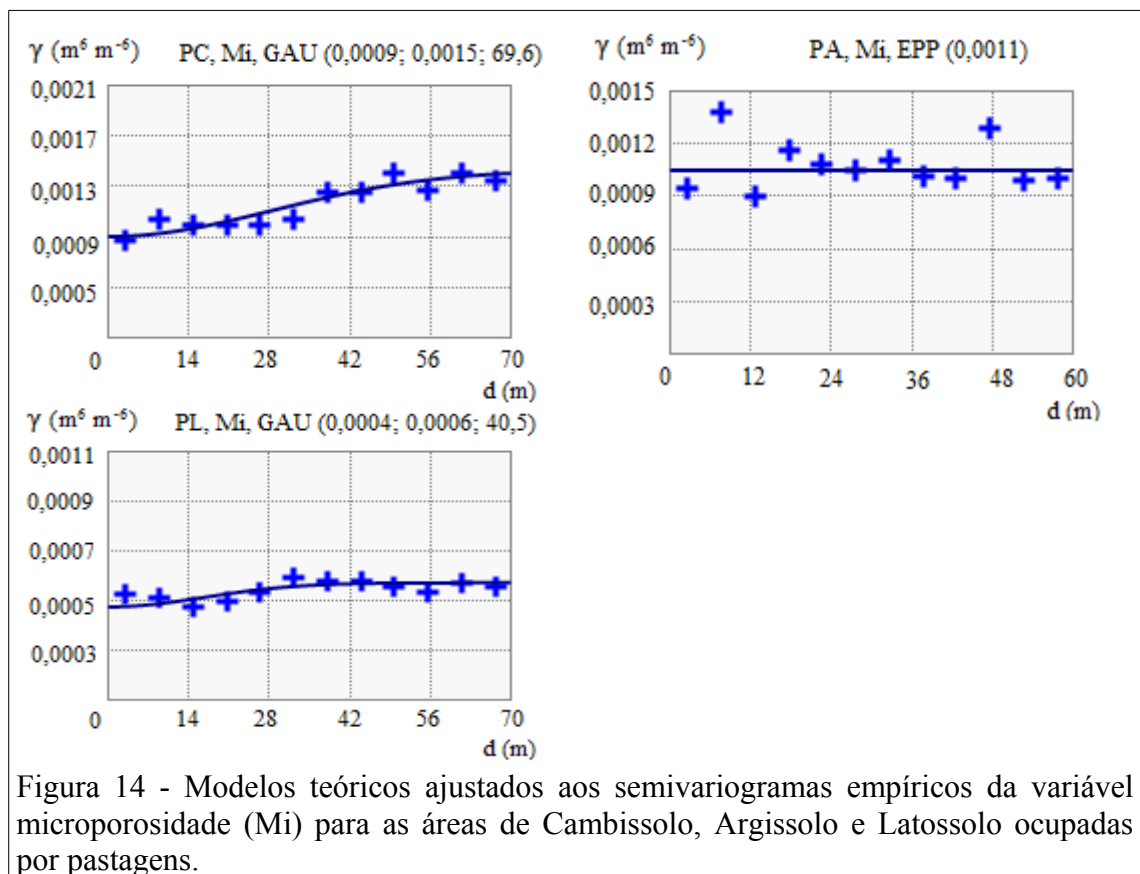 γ (m⁶ m⁻⁶) PC, Mi, GAU (0,0009; 0,0015; 69,6)
0,0021
0,0017
0,0013
0,0009
0,0005
0 14 28 42 56 70
d (m)
γ (m⁶ m⁻⁶) PA, Mi, EPP (0,0011)
0,0015
0,0012
0,0009
0,0006
0,0003
0 12 24 36 48 60
d (m)
γ (m⁶ m⁻⁶) PL, Mi, GAU (0,0004; 0,0006; 40,5)
0,0011
0,0009
0,0007
0,0005
0,0003
0 14 28 42 56 70
d (m)
Figura 14 - Modelos teóricos ajustados aos semivariogramas empíricos da variável
microporosidade (Mi) para as áreas de Cambissolo, Argissolo e Latossolo ocupadas
por pastagens.